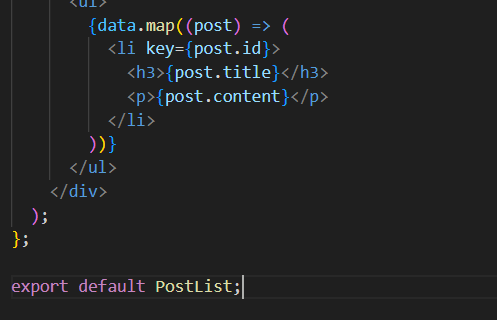 <ul>
{data.map((post) => (
<li key={post.id}>
<h3>{post.title}</h3>
<p>{post.content}</p>
</li>
))}
</ul>
</div>
);
};
export default PostList;